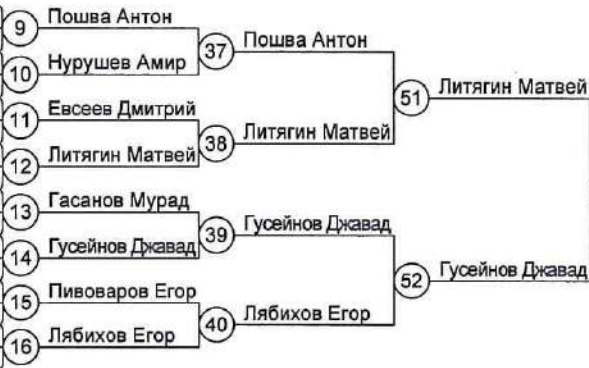 9 Пошва Антон
10 Нурушев Амир
37 Пошва Антон
11 Евсеев Дмитрий
12 Литягин Матвей
38 Литягин Матвей
51 Литягин Матвей
13 Гасанов Мурад
14 Гусейнов Джавад
39 Гусейнов Джавад
15 Пивоваров Егор
16 Лябихов Егор
40 Лябихов Егор
52 Гусейнов Джавад